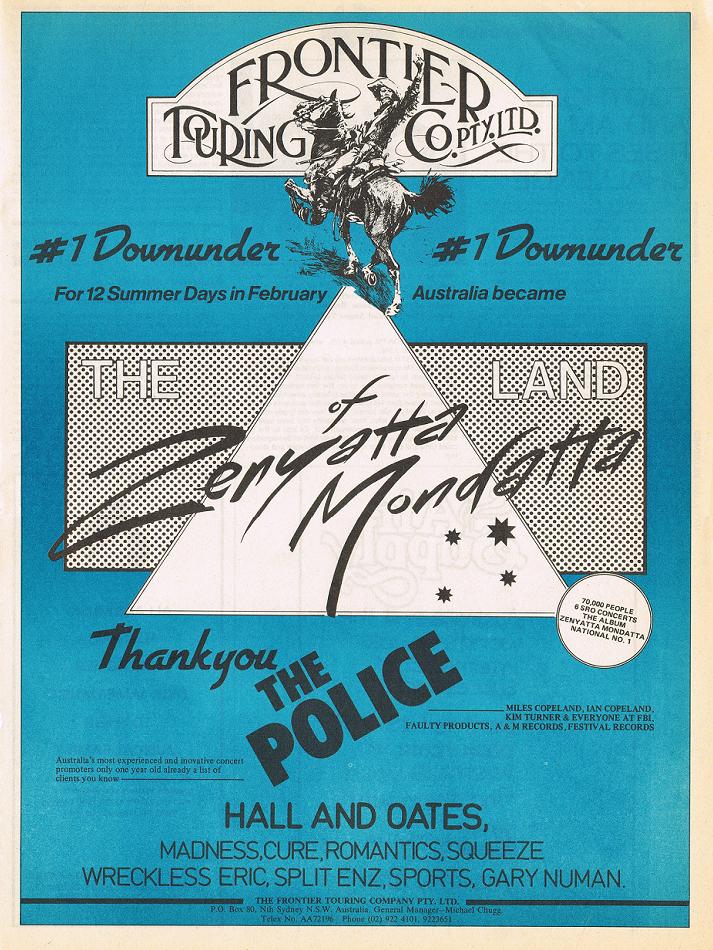 FRONTIER
TOURING CO. PTY. LTD.
#1 Downunder #1 Downunder
For 12 Summer Days in February Australia became
THE LAND
of
Zenyatta
Mondatta
70,000 PEOPLE
6 SRO CONCERTS
THE ALBUM
ZENYATTA MONDATTA
NATIONAL NO. 1
Thankyou
THE
POLICE
MILES COPELAND, IAN COPELAND,
KIM TURNER & EVERYONE AT FBI,
FAULTY PRODUCTS, A & M RECORDS, FESTIVAL RECORDS
Australia's most experienced and inovative concert
promoters only one year old already a list of
clients you know
HALL AND OATES,
MADNESS, CURE, ROMANTICS, SQUEEZE
WRECKLESS ERIC, SPLIT ENZ, SPORTS, GARY NUMAN.
THE FRONTIER TOURING COMPANY PTY. LTD.
P.O. Box 80, Nth Sydney N.S.W. Australia. General Manager–Michael Chugg.
Telex No. AA72196 Phone (02) 922 4101, 9223651